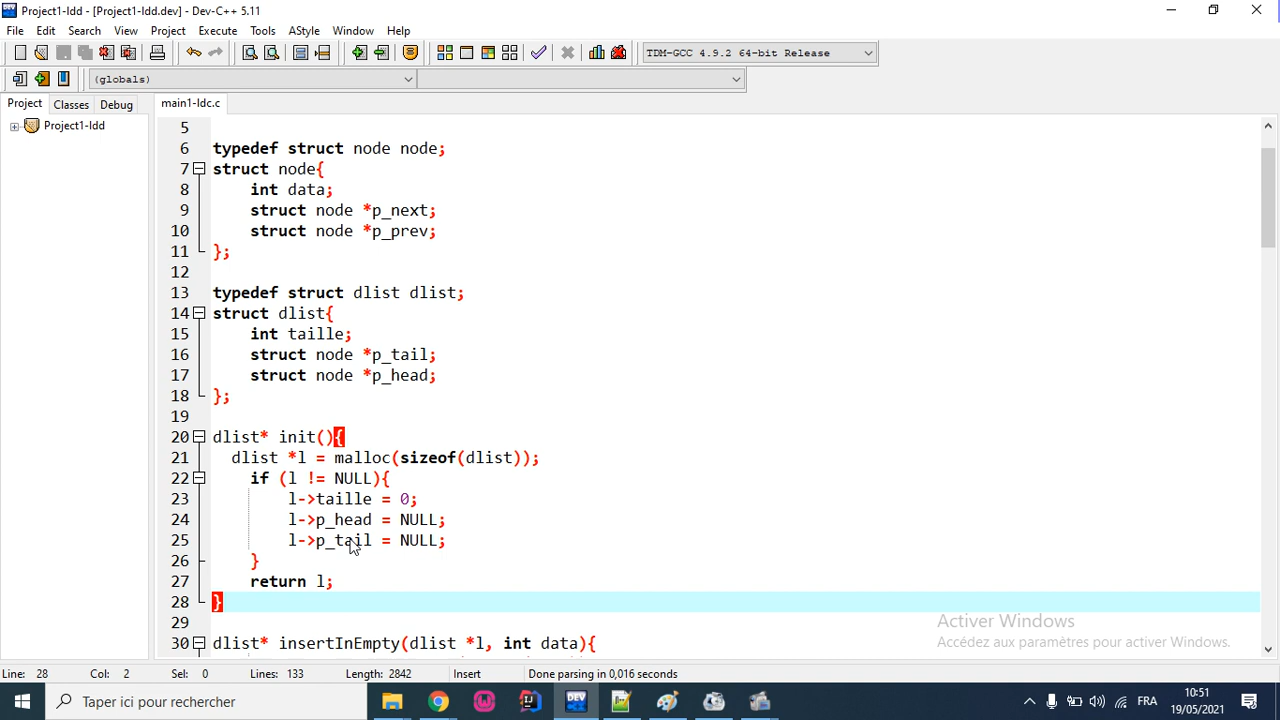 Project1-ldd - [Project1-ldd.dev] - Dev-C++ 5.11
File Edit Search View Project Execute Tools AStyle Window Help
TDM-GCC 4.9.2 64-bit Release
(globals)
Project Classes Debug main1-ldc.c
Project1-ldd
5
6 typedef struct node node;
7 struct node{
8 int data;
9 struct node *p_next;
10 struct node *p_prev;
11 };
12
13 typedef struct dlist dlist;
14 struct dlist{
15 int taille;
16 struct node *p_tail;
17 struct node *p_head;
18 };
19
20 dlist* init(){
21 dlist *l = malloc(sizeof(dlist));
22 if (l != NULL){
23 l->taille = 0;
24 l->p_head = NULL;
25 l->p_tail = NULL;
26 }
27 return l;
28 }
29
30 dlist* insertInEmpty(dlist *l, int data){
Activer Windows
Accédez aux paramètres pour activer Windows.
Line: 28 Col: 2 Sel: 0 Lines: 133 Length: 2842 Insert Done parsing in 0,016 seconds
Taper ici pour rechercher
DEV
FRA
10:51
19/05/2021